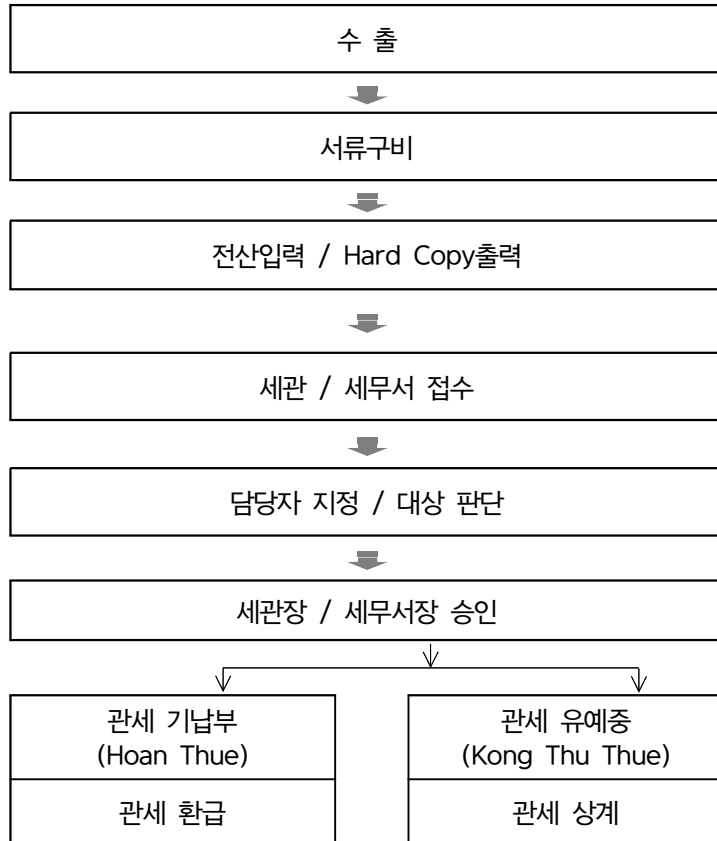 수 출
서류구비
전산입력 / Hard Copy출력
세관 / 세무서 접수
담당자 지정 / 대상 판단
세관장 / 세무서장 승인
관세 기납부
(Hoan Thue)
관세 환급
관세 유예중
(Kong Thu Thue)
관세 상계